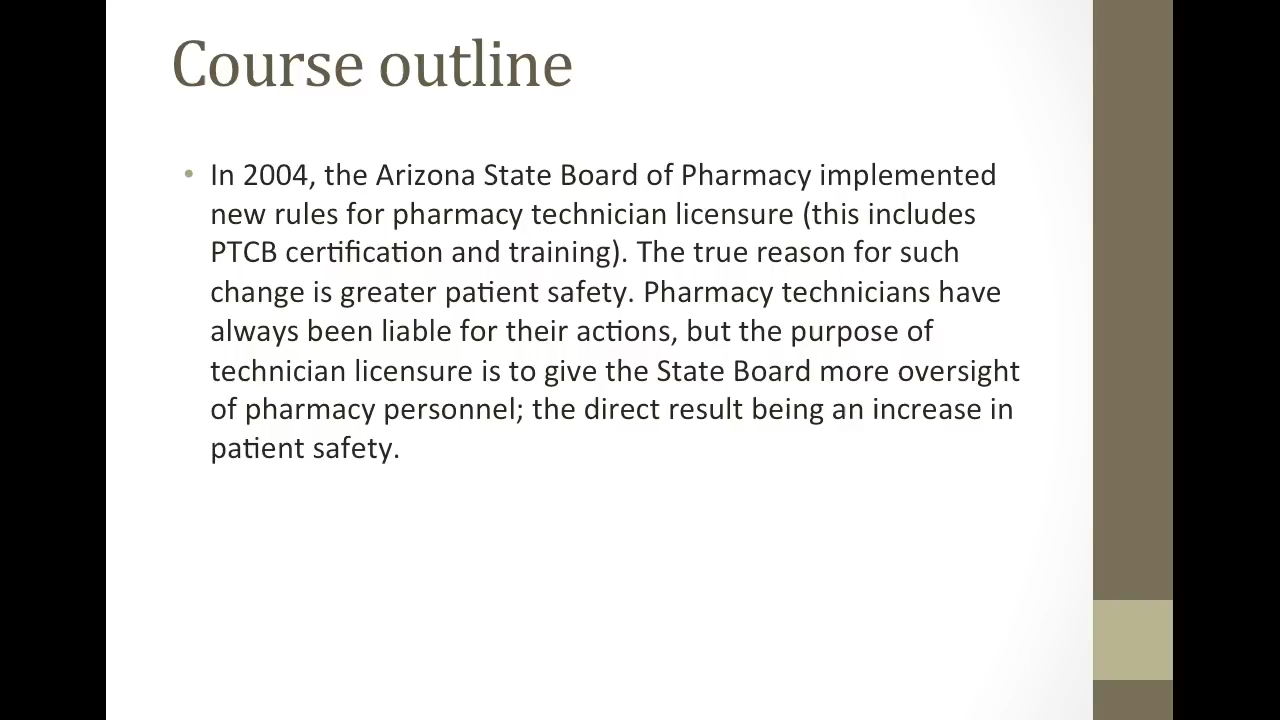 Course outline
• In 2004, the Arizona State Board of Pharmacy implemented
new rules for pharmacy technician licensure (this includes
PTCB certification and training). The true reason for such
change is greater patient safety. Pharmacy technicians have
always been liable for their actions, but the purpose of
technician licensure is to give the State Board more oversight
of pharmacy personnel; the direct result being an increase in
patient safety.